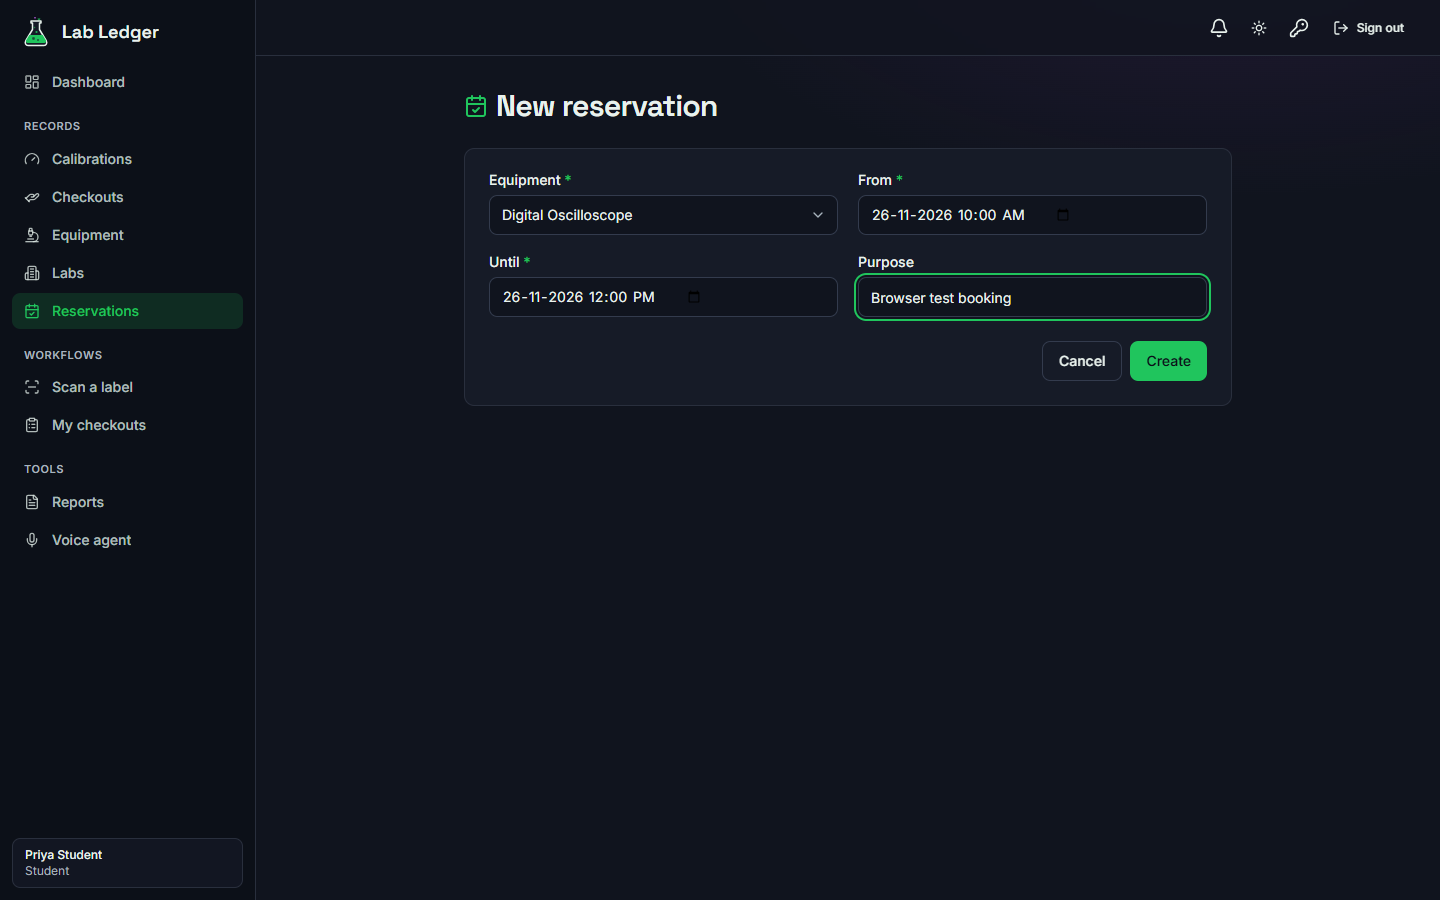 Lab Ledger
Sign out
Dashboard
RECORDS
Calibrations
Checkouts
Equipment
Labs
Reservations
WORKFLOWS
Scan a label
My checkouts
TOOLS
Reports
Voice agent
Priya Student
Student
New reservation
Equipment *
Digital Oscilloscope
From *
26-11-2026 10:00 AM
Until *
26-11-2026 12:00 PM
Purpose
Browser test booking
Cancel
Create